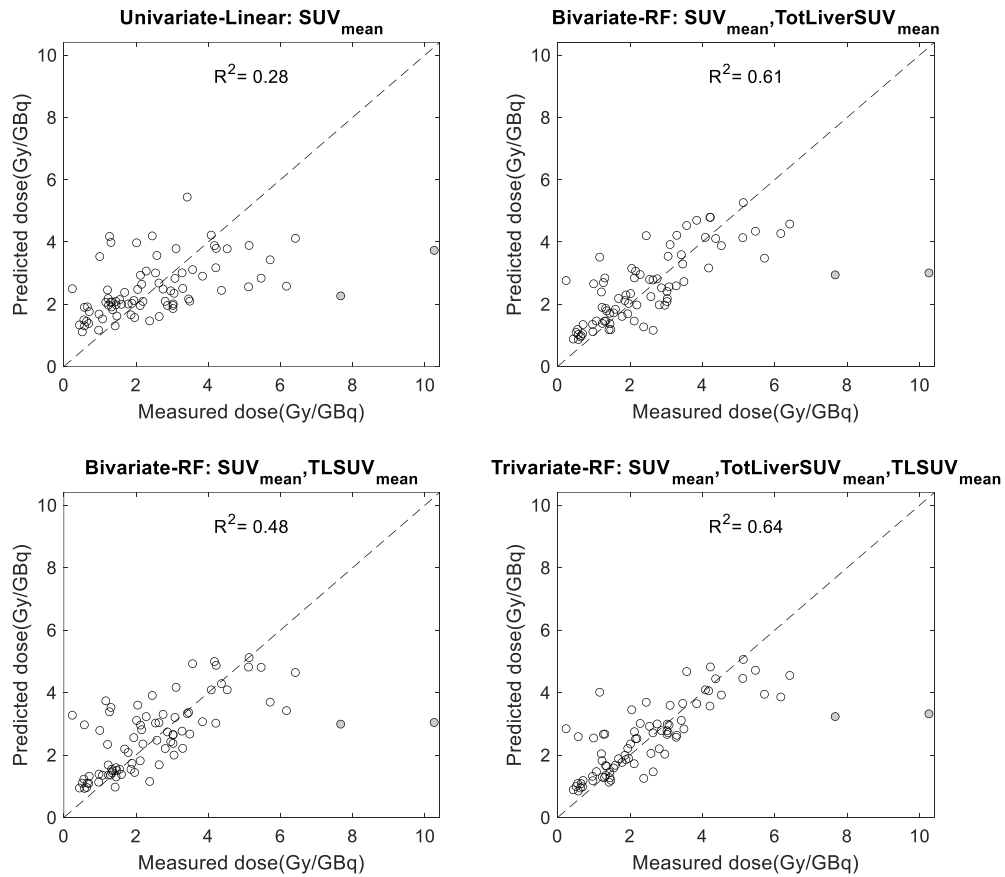 Univariate-Linear: SUVmean
R2= 0.28
Predicted dose(Gy/GBq)
10
8
6
4
2
0
0 2 4 6 8 10
Measured dose(Gy/GBq)
Bivariate-RF: SUVmean,TotLiverSUVmean
R2= 0.61
Predicted dose(Gy/GBq)
10
8
6
4
2
0
0 2 4 6 8 10
Measured dose(Gy/GBq)
Bivariate-RF: SUVmean,TLSUVmean
R2= 0.48
Predicted dose(Gy/GBq)
10
8
6
4
2
0
0 2 4 6 8 10
Measured dose(Gy/GBq)
Trivariate-RF: SUVmean,TotLiverSUVmean,TLSUVmean
R2= 0.64
Predicted dose(Gy/GBq)
10
8
6
4
2
0
0 2 4 6 8 10
Measured dose(Gy/GBq)